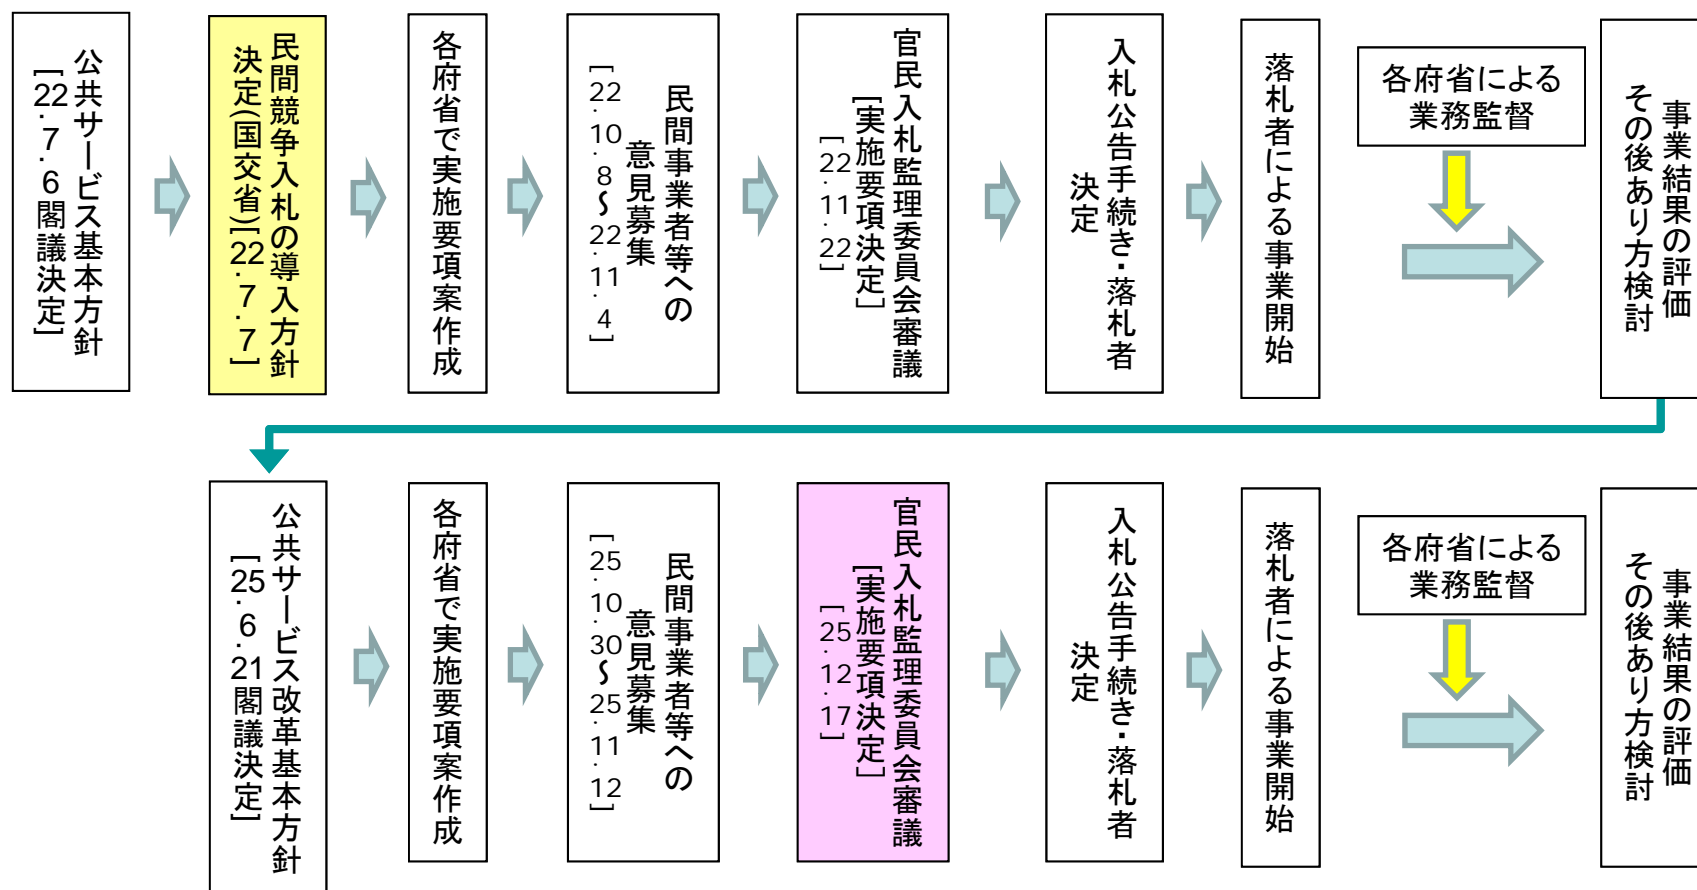 公共サービス基本方針
[22.7.6閣議決定]
民間競争入札の導入方針
決定(国交省)[22.7.7]
各府省で実施要項案作成
民間事業者等への
意見募集
[22.10.8~22.11.4]
官民入札監理委員会審議
[実施要項決定]
[22.11.22]
入札公告手続き・落札者
決定
落札者による事業開始
各府省による
業務監督
事業結果の評価
その後あり方検討
公共サービス改革基本方針
[25.6.21閣議決定]
各府省で実施要項案作成
民間事業者等への
意見募集
[25.10.30~25.11.12]
官民入札監理委員会審議
[実施要項決定]
[25.12.17]
入札公告手続き・落札者
決定
落札者による事業開始
各府省による
業務監督
事業結果の評価
その後あり方検討